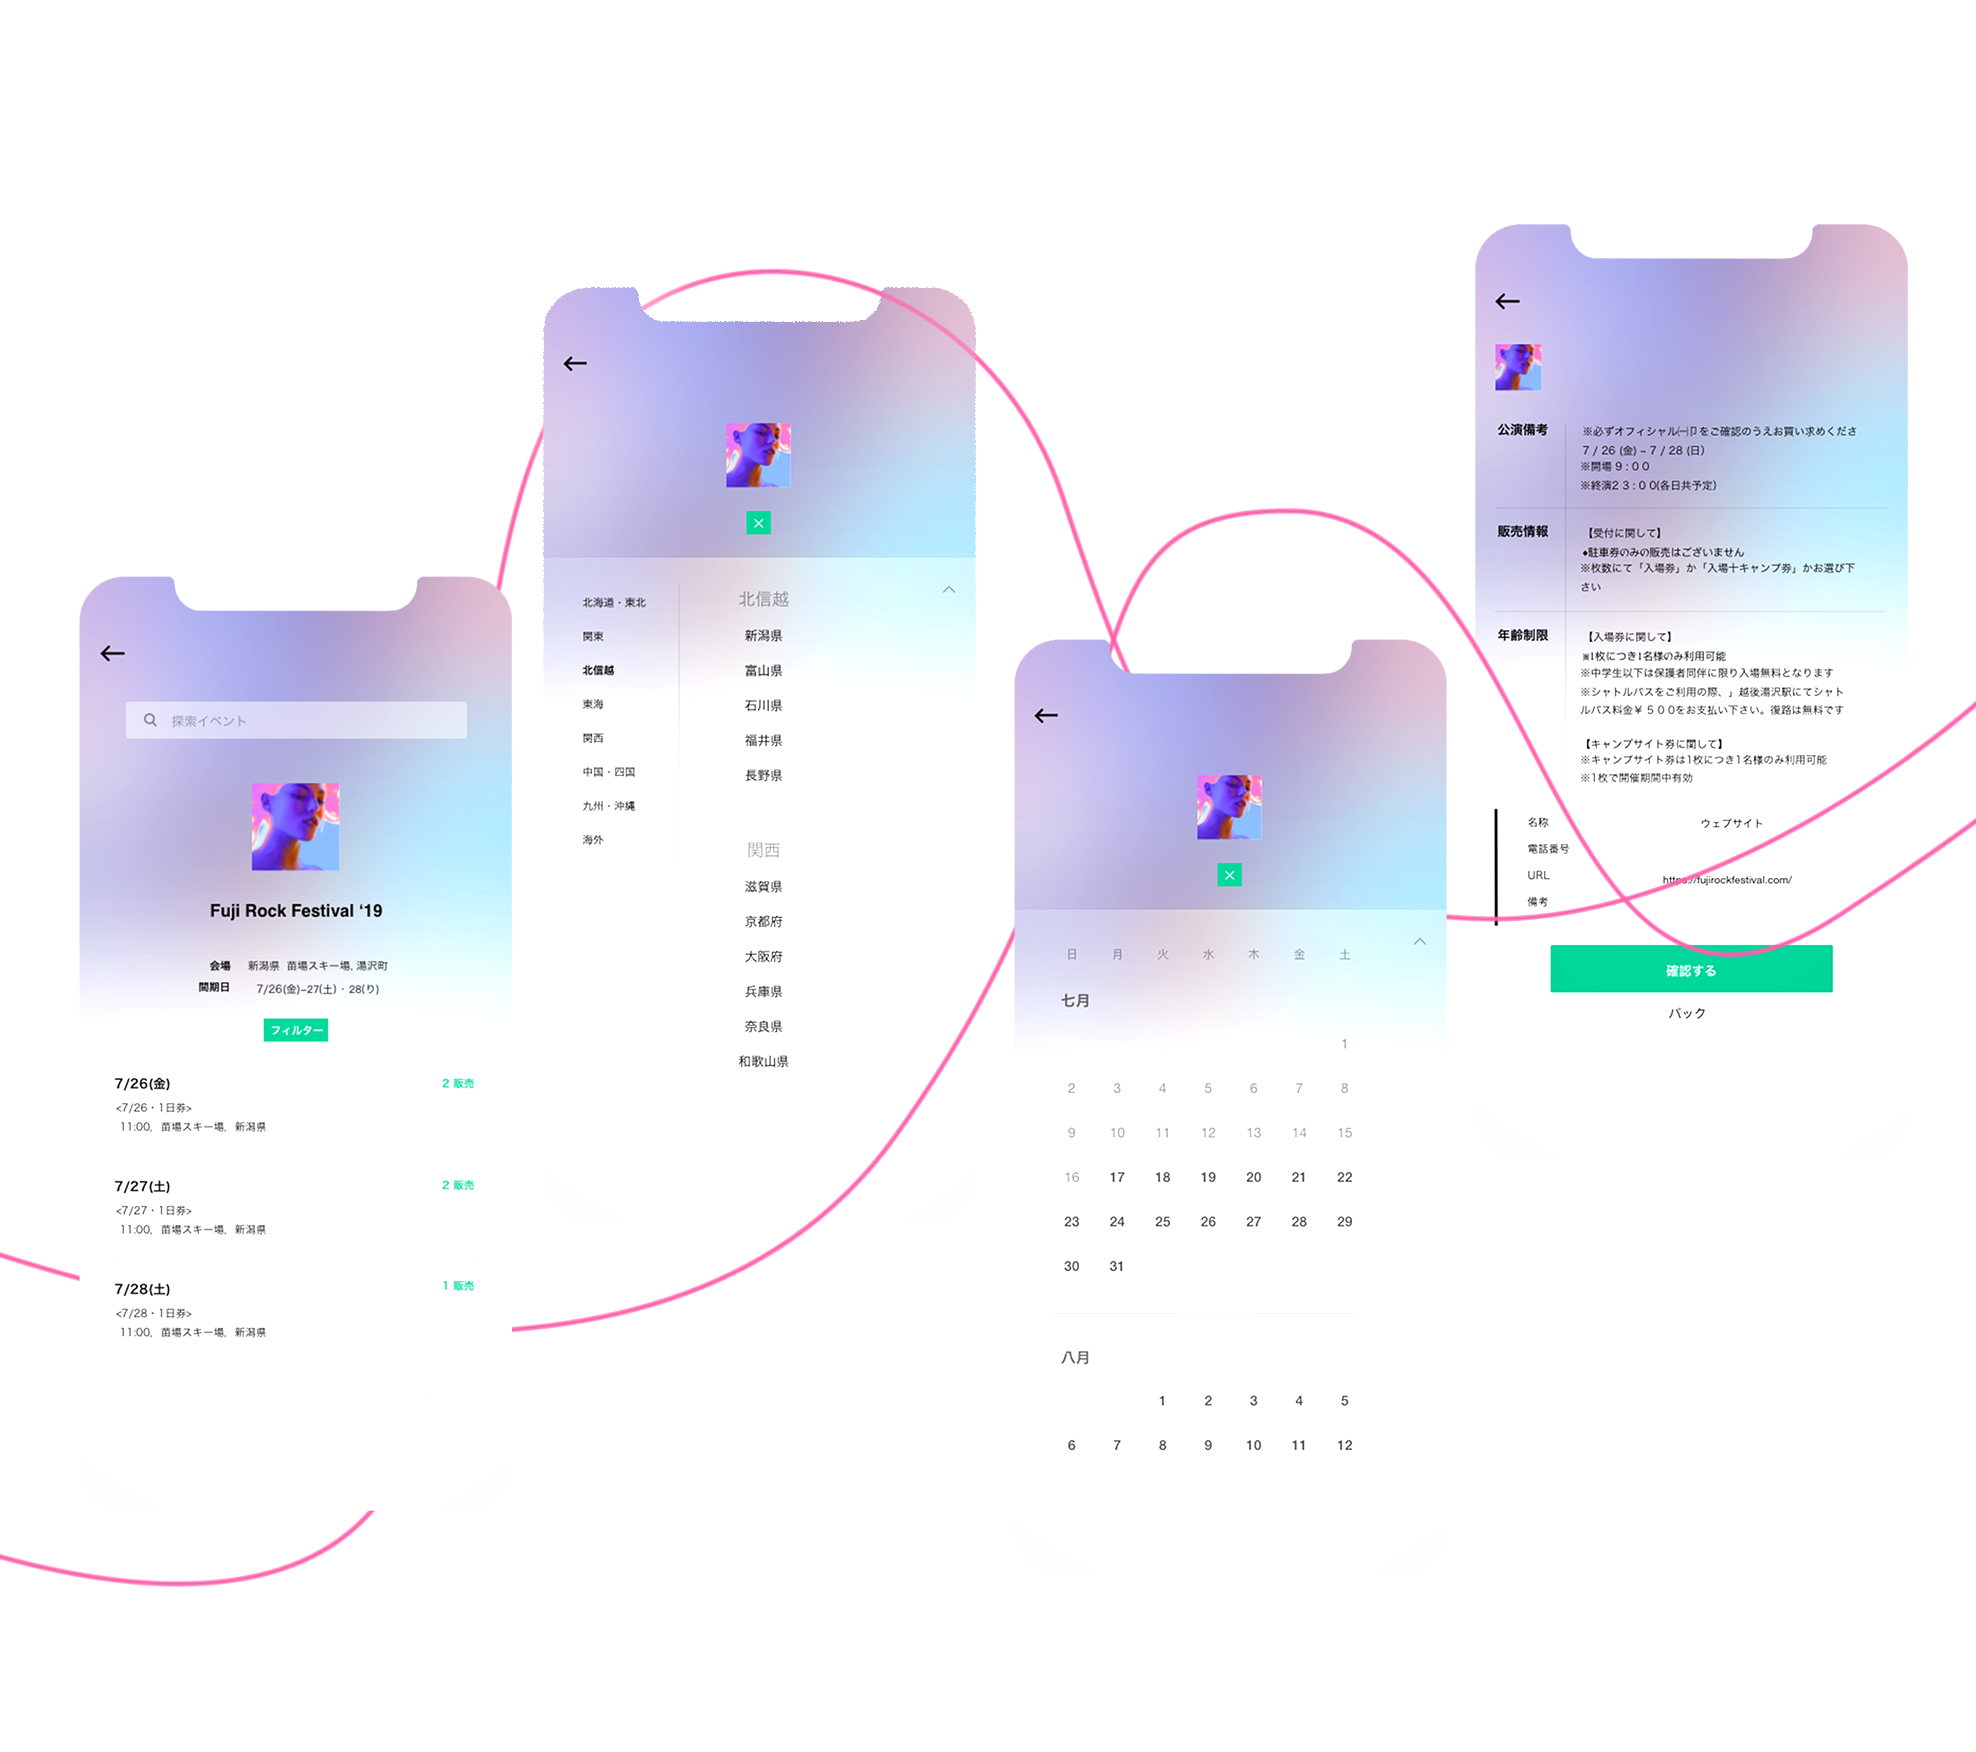 探索イベント
Fuji Rock Festival ‘19
会場 新潟県 苗場スキー場, 湯沢町
間期日 7/26(金)–27(土)・28(り)
フィルター
7/26(金) 2 販売
<7/26・1日券>
11:00, 苗場スキー場, 新潟県
7/27(土) 2 販売
<7/27・1日券>
11:00, 苗場スキー場, 新潟県
7/28(土) 1 販売
<7/28・1日券>
11:00, 苗場スキー場, 新潟県
北海道・東北
関東
北信越
東海
関西
中国・四国
九州・沖縄
海外
北信越
新潟県
富山県
石川県
福井県
長野県
関西
滋賀県
京都府
大阪府
兵庫県
奈良県
和歌山県
日 月 火 水 木 金 土
七月
1
2 3 4 5 6 7 8
9 10 11 12 13 14 15
16 17 18 19 20 21 22
23 24 25 26 27 28 29
30 31
八月
1 2 3 4 5
6 7 8 9 10 11 12
公演備考
※必ずオフィシャル㈠卩をご確認のうえお買い求めくださ
7 / 26 (金) ~ 7 / 28 (日)
※開場９:００
※終演２３:００(各日共予定)
販売情報
【受付に関して】
◆駐車券のみの販売はございません
※枚数にて「入場券」か「入場十キャンプ券」かお選び下
さい
年齢制限
【入場券に関して】
※1枚につき1名様のみ利用可能
※中学生以下は保護者同伴に限り入場無料となります
※シャトルバスをご利用の際、」越後湯沢駅にてシャト
ルバス料金￥５００をお支払い下さい。復路は無料です
【キャンプサイト券に関して】
※キャンプサイト券は1枚につき1名様のみ利用可能
※1枚で開催期間中有効
名称 ウェブサイト
電話番号
URL https://fujirockfestival.com/
備考
確認する
バック